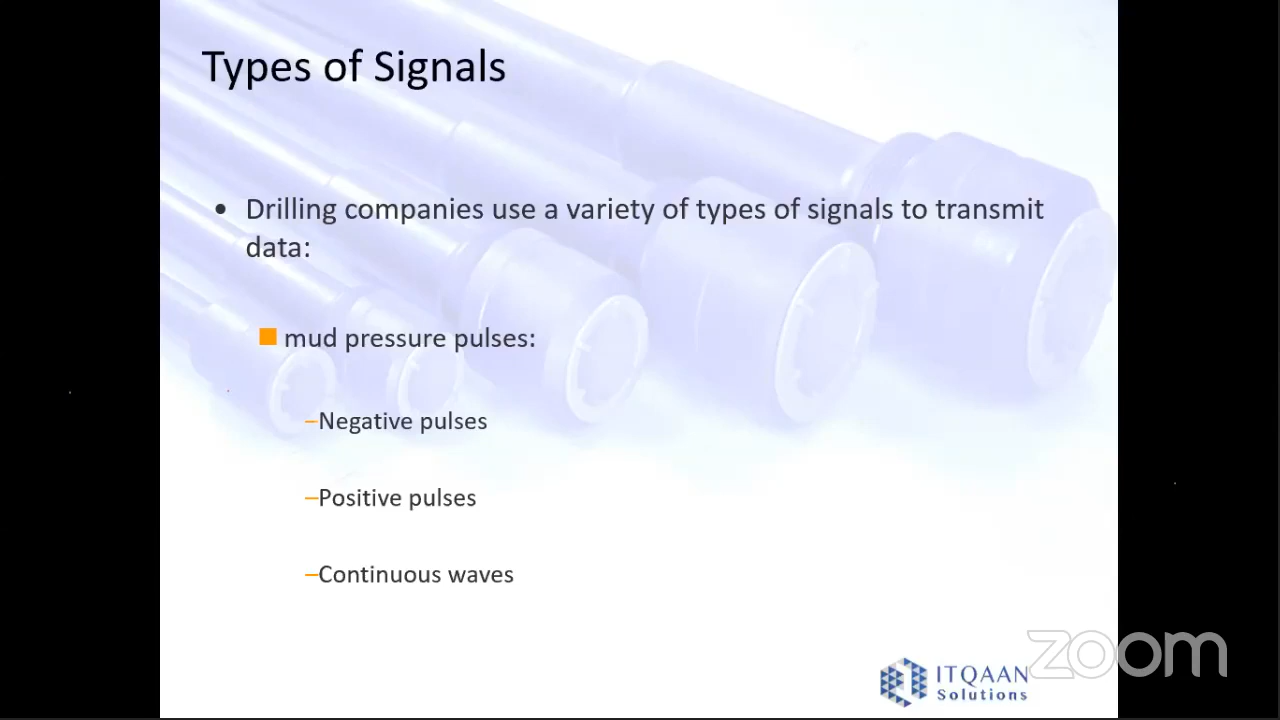 Types of Signals
• Drilling companies use a variety of types of signals to transmit
data:
■ mud pressure pulses:
–Negative pulses
–Positive pulses
–Continuous waves
ITQAAN
Solutions
zoom